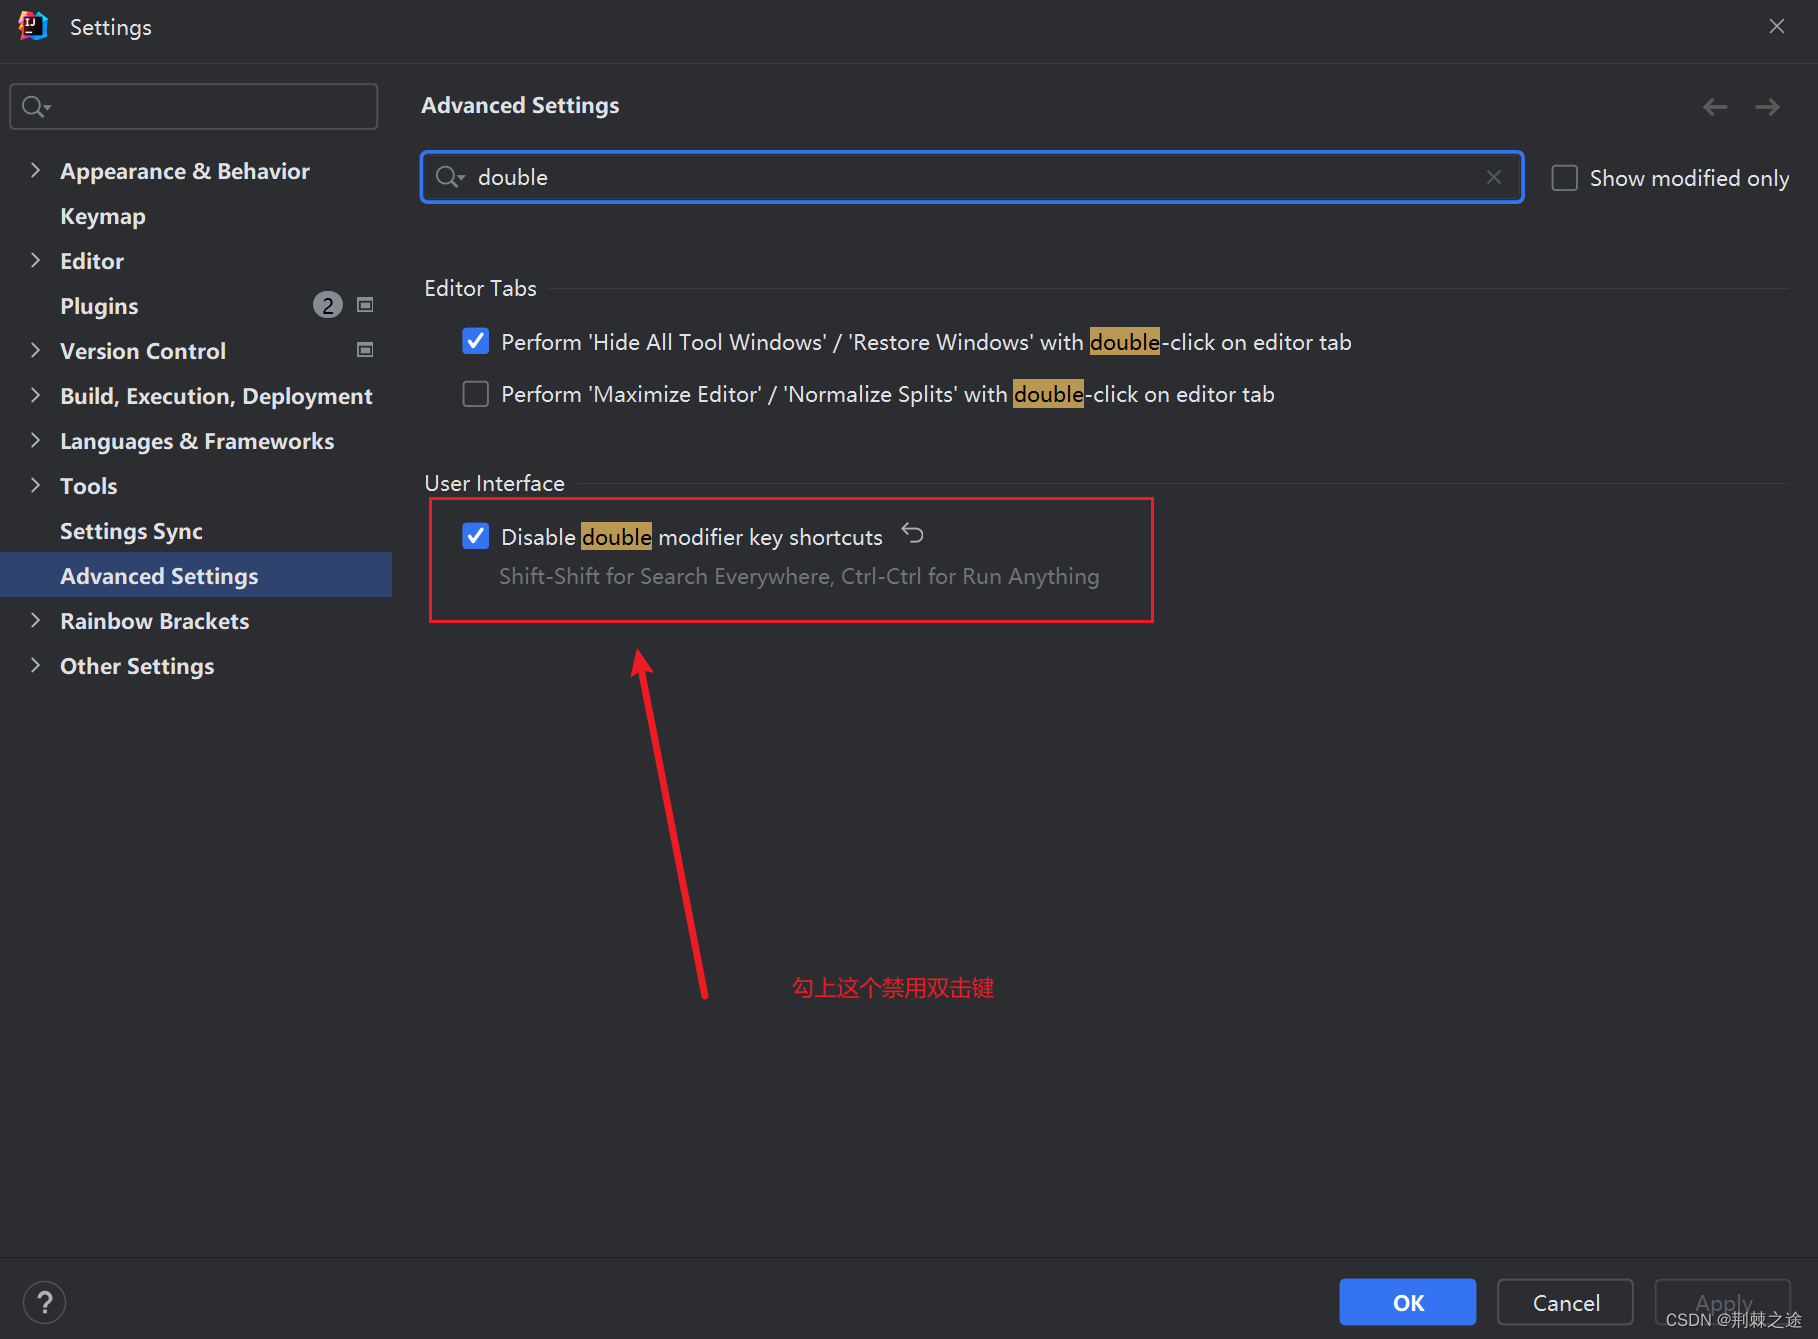 Settings
Advanced Settings
double
Show modified only
Appearance & Behavior
Keymap
Editor
Plugins 2
Version Control
Build, Execution, Deployment
Languages & Frameworks
Tools
Settings Sync
Advanced Settings
Rainbow Brackets
Other Settings
Editor Tabs
Perform 'Hide All Tool Windows' / 'Restore Windows' with double-click on editor tab
Perform 'Maximize Editor' / 'Normalize Splits' with double-click on editor tab
User Interface
Disable double modifier key shortcuts
Shift-Shift for Search Everywhere, Ctrl-Ctrl for Run Anything
勾上这个禁用双击键
?
OK
Cancel
Apply
CSDN @荆棘之途